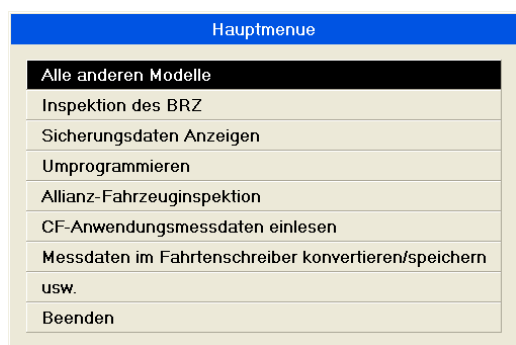 Hauptmenue
Alle anderen Modelle
Inspektion des BRZ
Sicherungsdaten Anzeigen
Umprogrammieren
Allianz-Fahrzeuginspektion
CF-Anwendungsmessdaten einlesen
Messdaten im Fahrtenschreiber konvertieren/speichern
usw.
Beenden